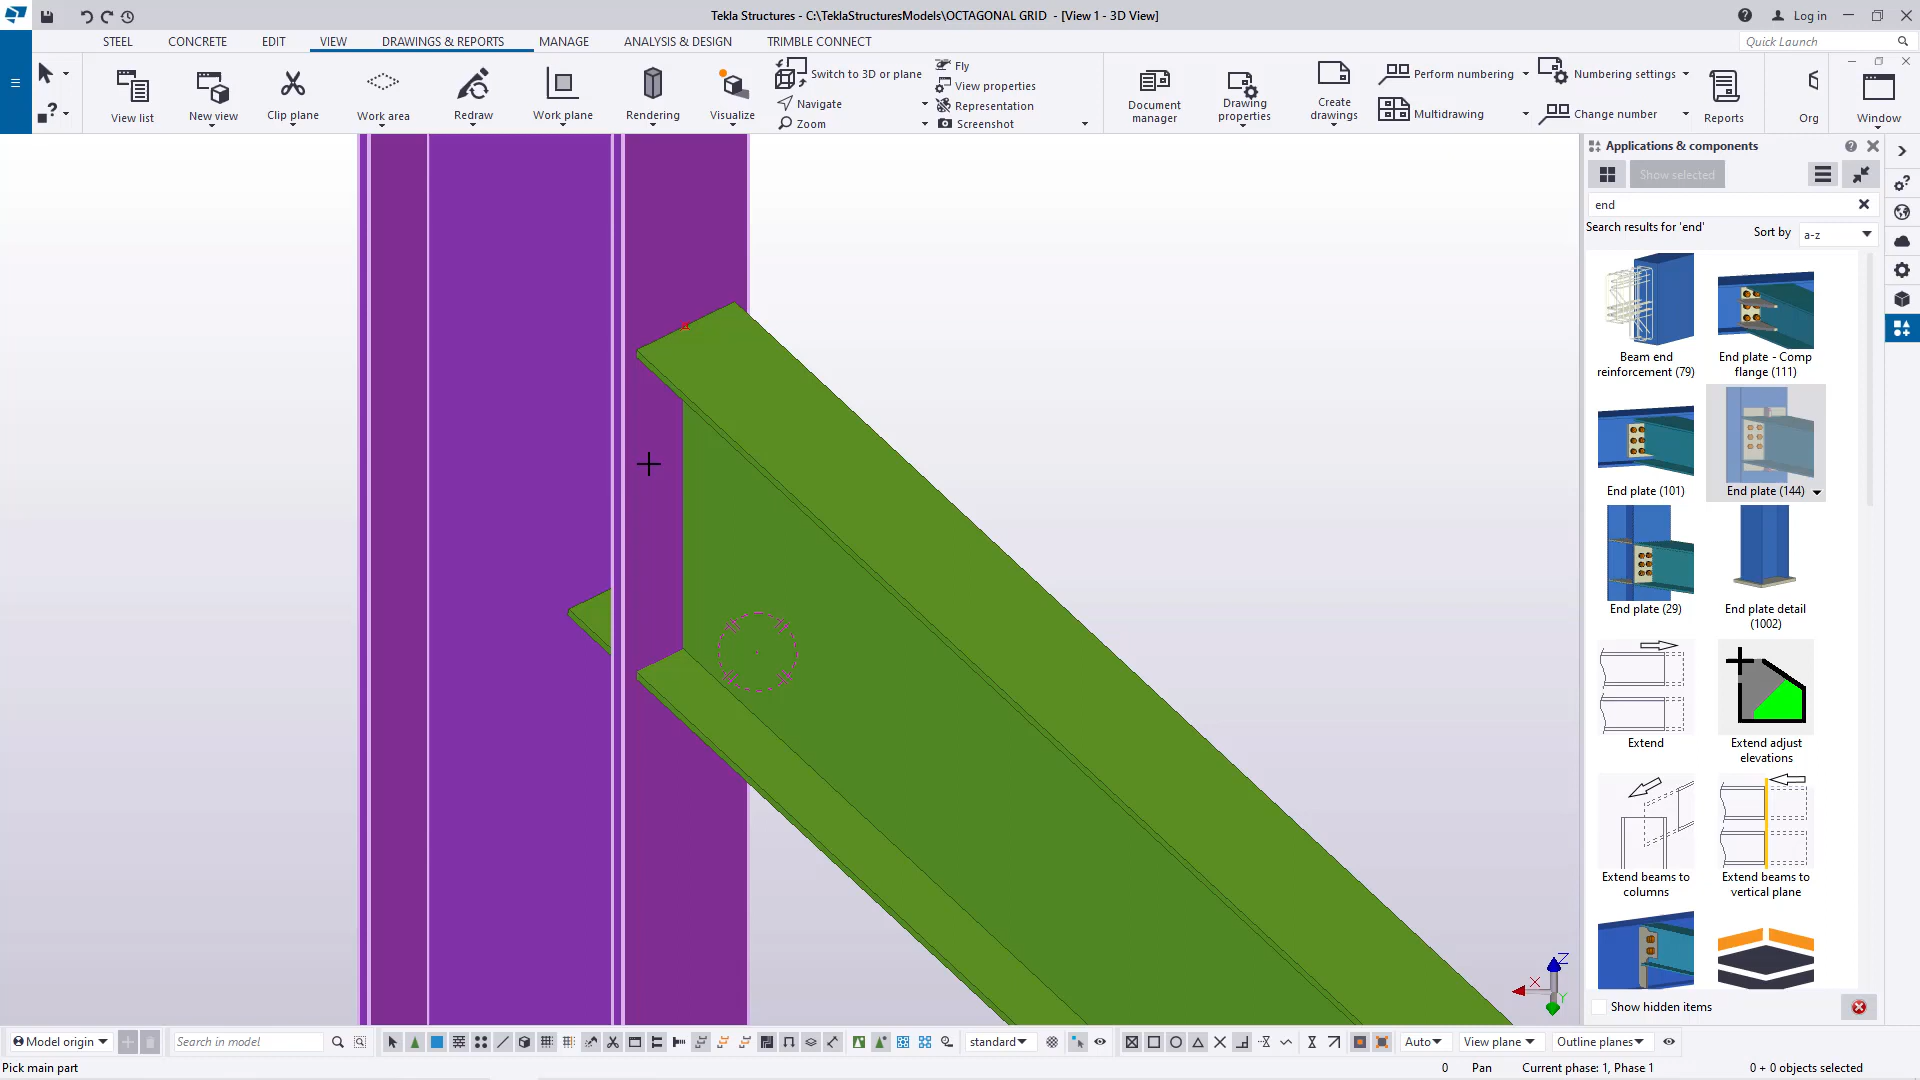 Tekla Structures - C:\TeklaStructuresModels\OCTAGONAL GRID - [View 1 - 3D View]
Log in
STEEL
CONCRETE
EDIT
VIEW
DRAWINGS & REPORTS
MANAGE
ANALYSIS & DESIGN
TRIMBLE CONNECT
Quick Launch
View list
New view
Clip plane
Work area
Redraw
Work plane
Rendering
Visualize
Switch to 3D or plane
Navigate
Zoom
Fly
View properties
Representation
Screenshot
Document
manager
Drawing
properties
Create
drawings
Perform numbering
Multidrawing
Numbering settings
Change number
Reports
Org
Window
Applications & components
Show selected
end
Search results for 'end'
Sort by
a-z
Beam end
reinforcement (79)
End plate - Comp
flange (111)
End plate (101)
End plate (144)
End plate (29)
End plate detail
(1002)
Extend
Extend adjust
elevations
Extend beams to
columns
Extend beams to
vertical plane
Show hidden items
Z
X
Y
Model origin
Search in model
standard
Auto
View plane
Outline planes
Pick main part
0
Pan
Current phase: 1, Phase 1
0 + 0 objects selected